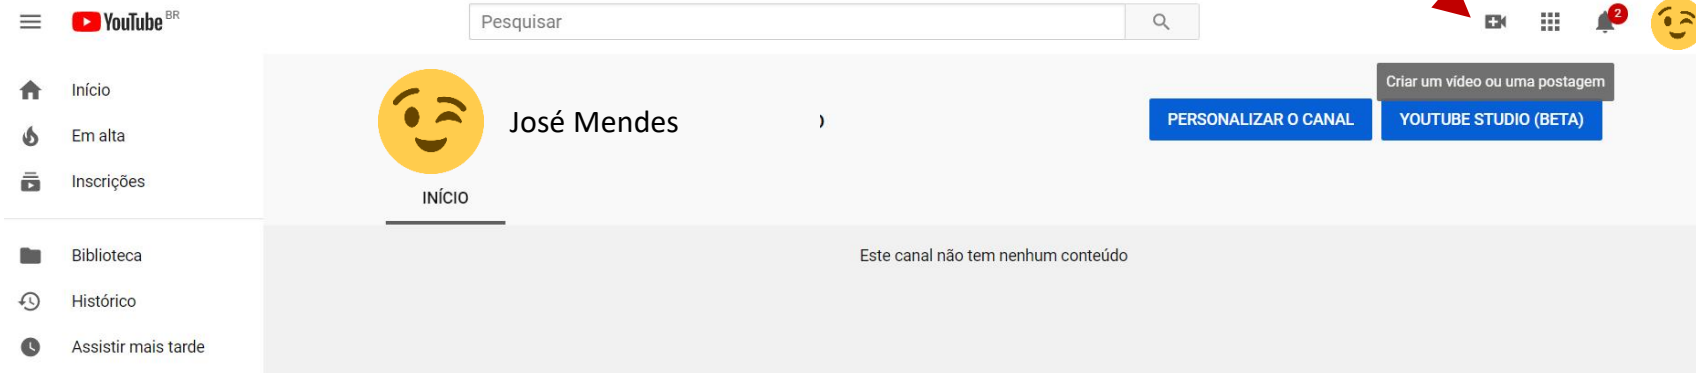 YouTube BR
Pesquisar
2
Início
Em alta
Inscrições
Biblioteca
Histórico
Assistir mais tarde
José Mendes
Criar um vídeo ou uma postagem
PERSONALIZAR O CANAL
YOUTUBE STUDIO (BETA)
INÍCIO
Este canal não tem nenhum conteúdo